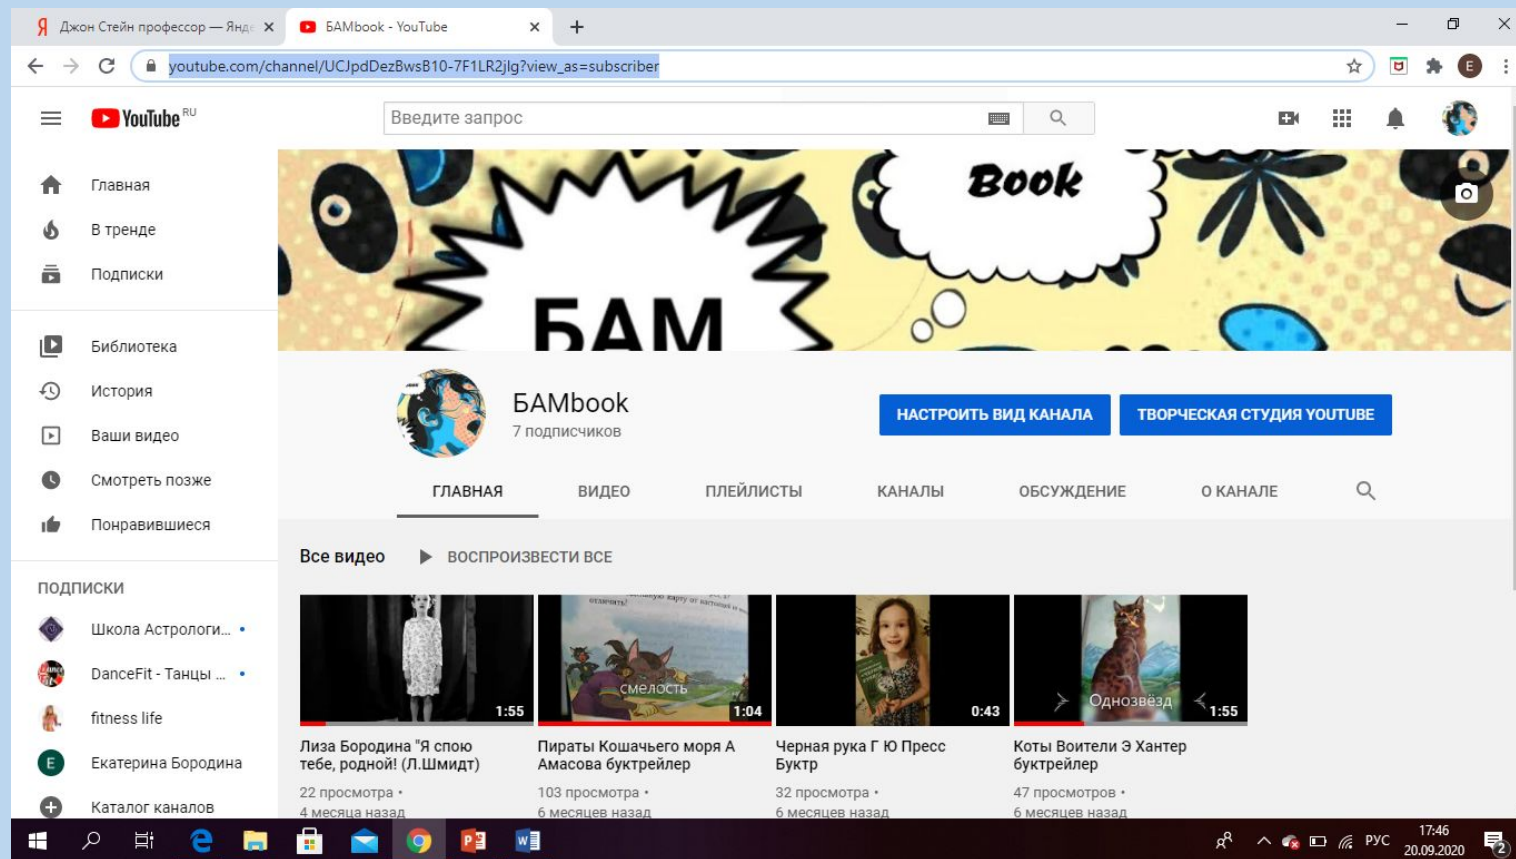 Джон Стейн профессор — Янде
БАМbook - YouTube
youtube.com/channel/UCJpdDezBwsB10-7F1LR2jlg?view_as=subscriber
E
YouTube RU
Введите запрос
Главная
В тренде
Подписки
Библиотека
История
Ваши видео
Смотреть позже
Понравившиеся
ПОДПИСКИ
Школа Астрологи...
DanceFit - Танцы ...
fitness life
E
Екатерина Бородина
Каталог каналов
Book
БАМ
БАМbook
7 подписчиков
НАСТРОИТЬ ВИД КАНАЛА
ТВОРЧЕСКАЯ СТУДИЯ YOUTUBE
ГЛАВНАЯ ВИДЕО ПЛЕЙЛИСТЫ КАНАЛЫ ОБСУЖДЕНИЕ О КАНАЛЕ
Все видео ВОСПРОИЗВЕСТИ ВСЕ
1:55
Лиза Бородина "Я спою
тебе, родной! (Л.Шмидт)
22 просмотра •
4 месяца назад
отличить!
смелость
1:04
Пираты Кошачьего моря А
Амасова буктрейлер
103 просмотра •
6 месяцев назад
0:43
Черная рука Г Ю Пресс
Буктр
32 просмотра •
6 месяцев назад
Однозвёзд
1:55
Коты Воители Э Хантер
буктрейлер
47 просмотров •
6 месяцев назад
РУС
17:46
20.09.2020
2